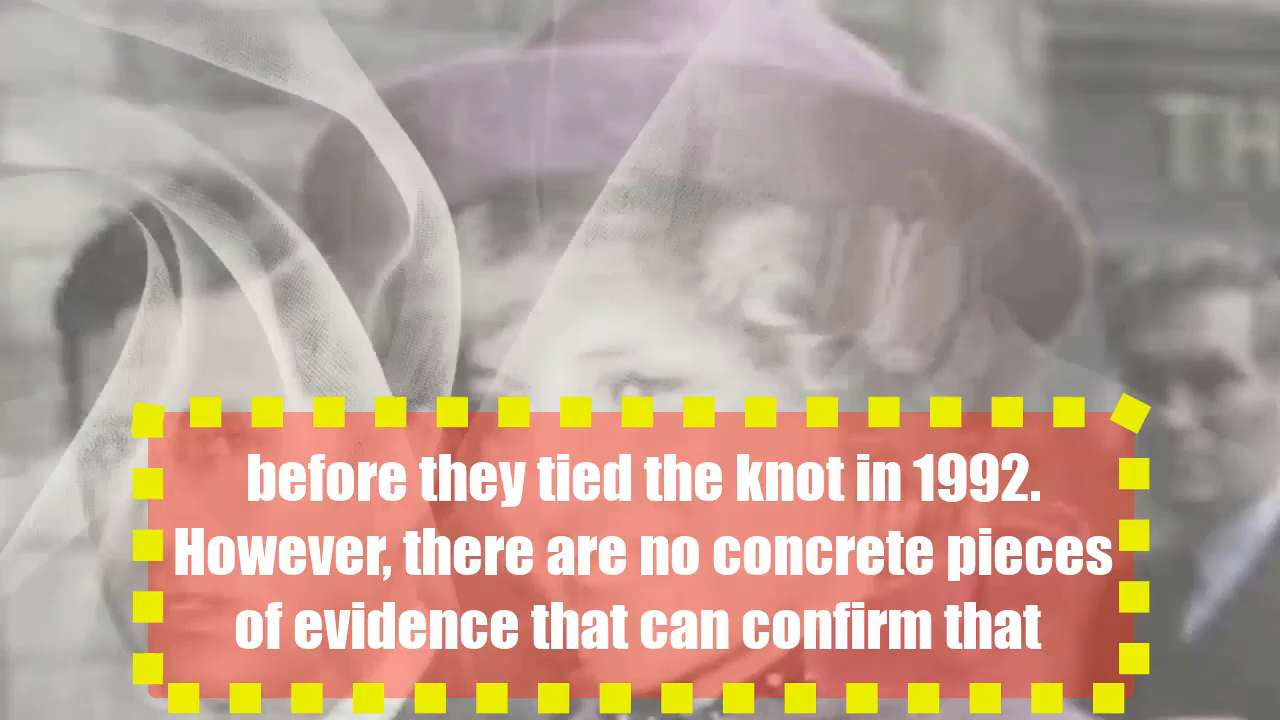 TH
before they tied the knot in 1992.
However, there are no concrete pieces
of evidence that can confirm that